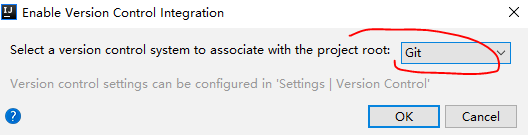 Enable Version Control Integration
Select a version control system to associate with the project root: Git
Version control settings can be configured in 'Settings | Version Control'
? OK Cancel